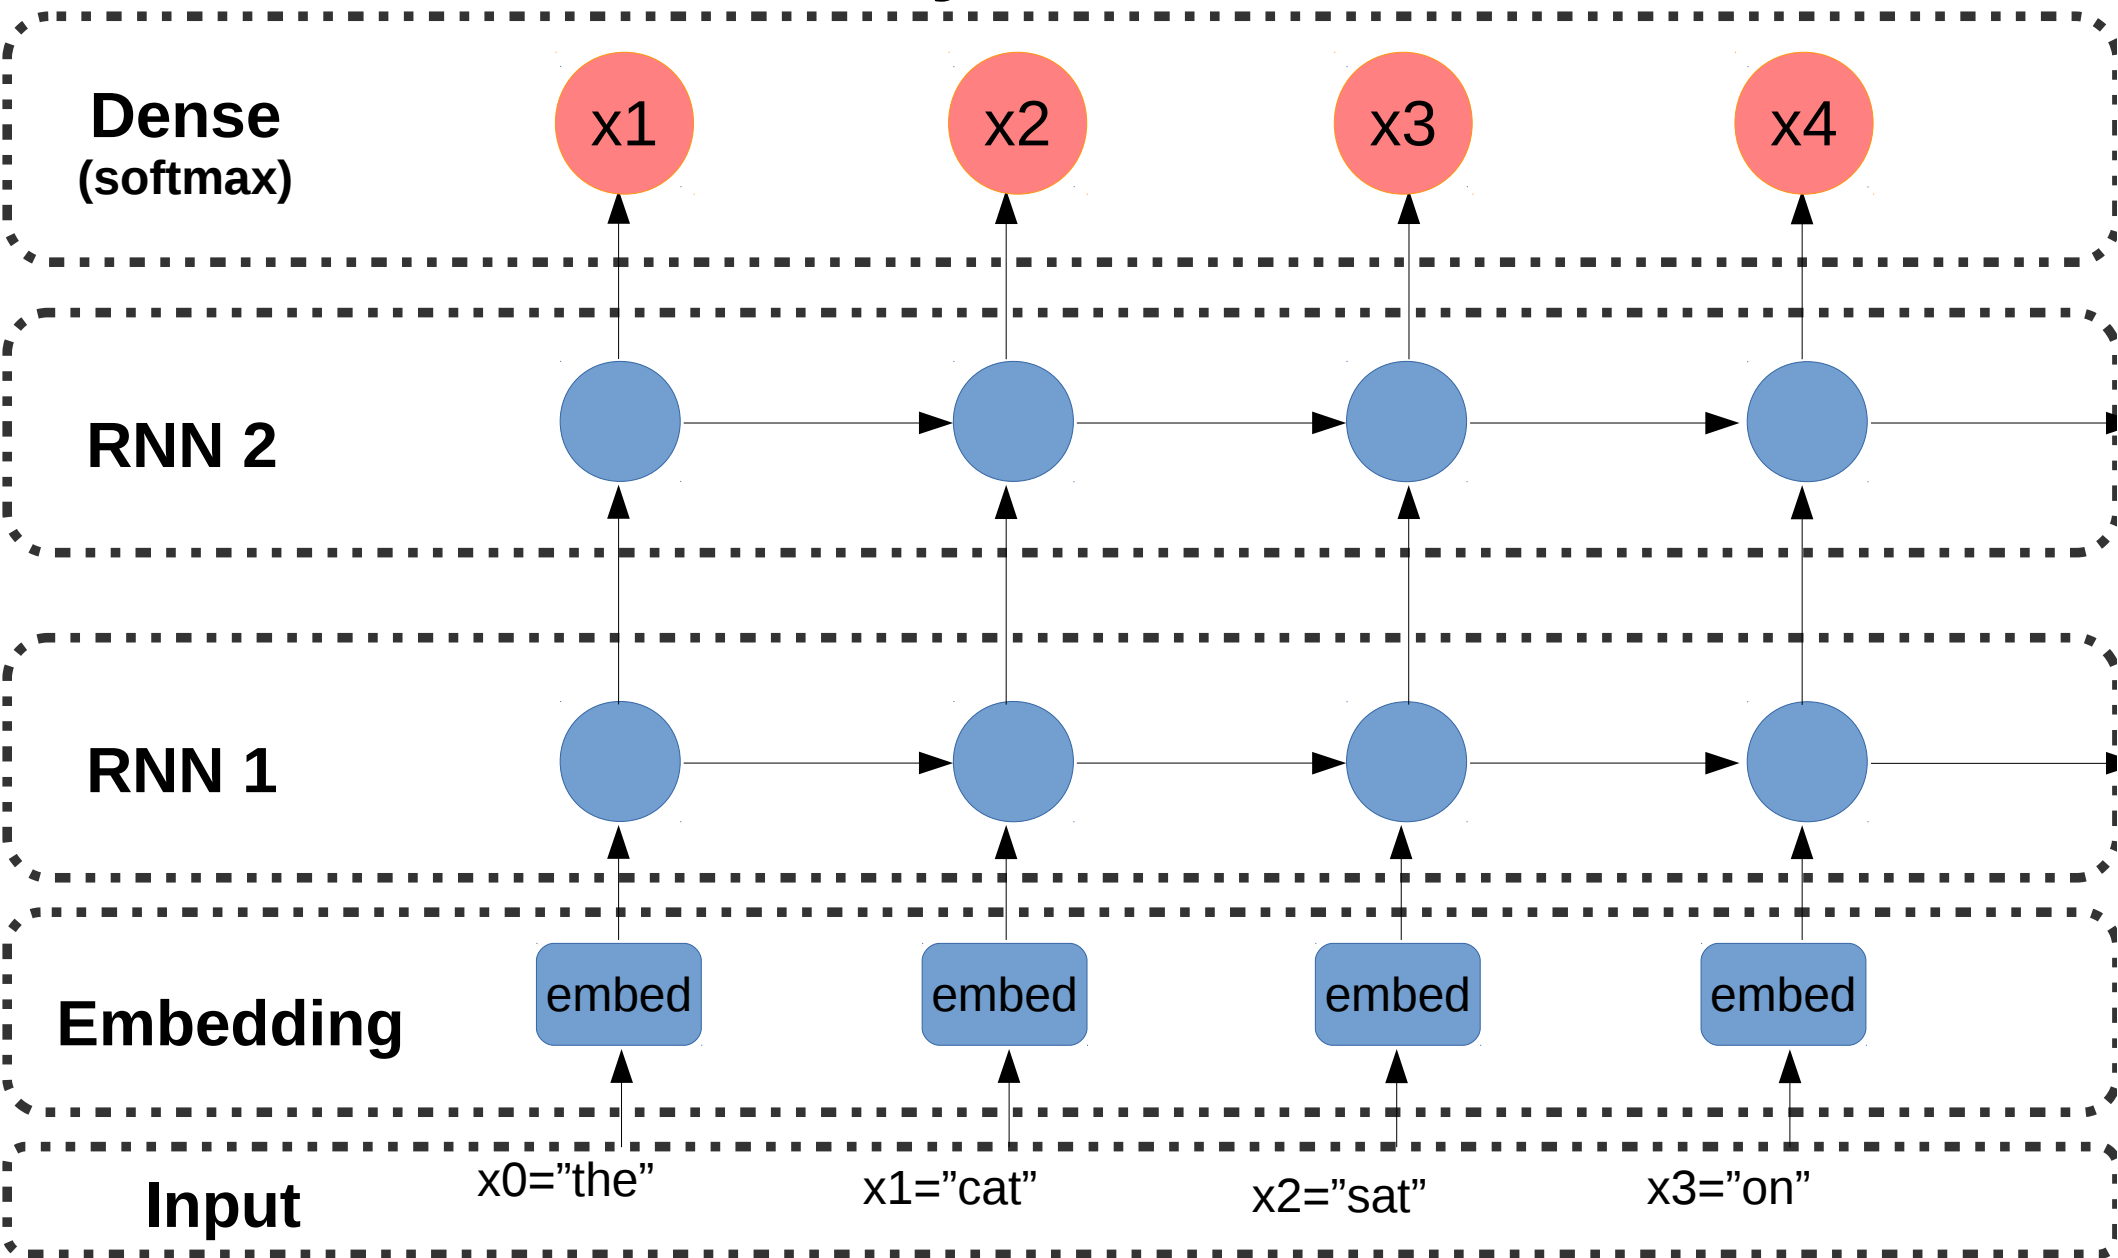 Dense
(softmax)
x1
x2
x3
x4
RNN 2
RNN 1
Embedding
embed
embed
embed
embed
Input
x0=”the”
x1=”cat”
x2=”sat”
x3=”on”